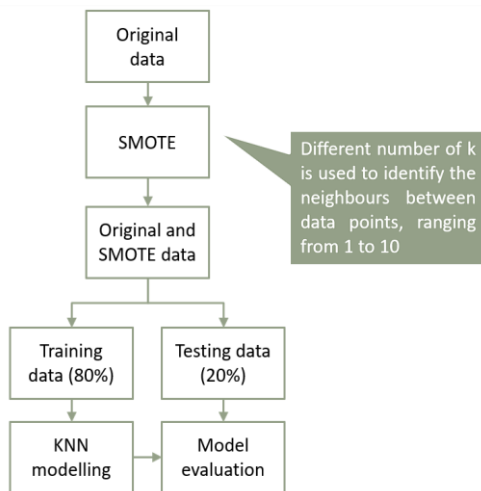 Original
data
SMOTE
Different number of k
is used to identify the
neighbours between
data points, ranging
from 1 to 10
Original and
SMOTE data
Training
data (80%)
Testing data
(20%)
KNN
modelling
Model
evaluation